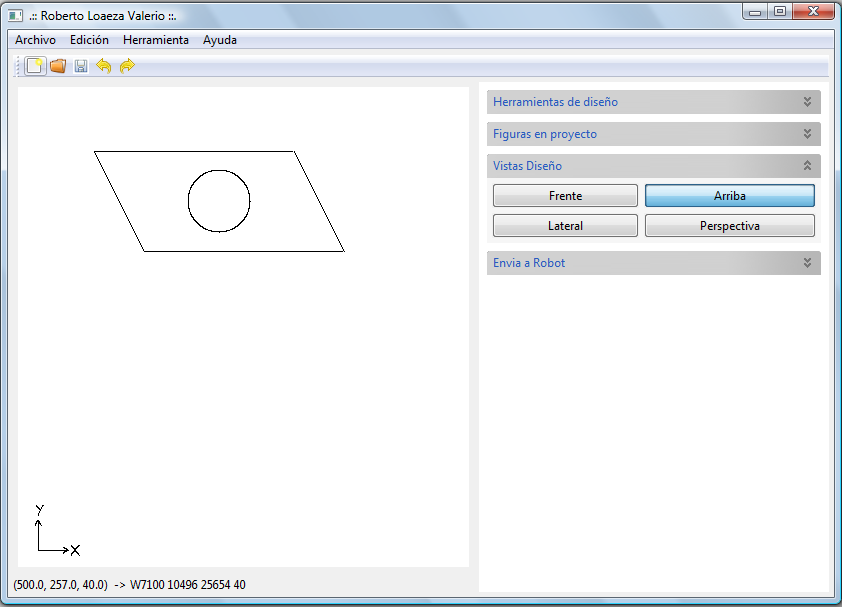 .:: Roberto Loaeza Valerio ::.
Archivo Edición Herramienta Ayuda
Herramientas de diseño
Figuras en proyecto
Vistas Diseño
Frente Arriba
Lateral Perspectiva
Envia a Robot
Y
X
(500.0, 257.0, 40.0) -> W7100 10496 25654 40